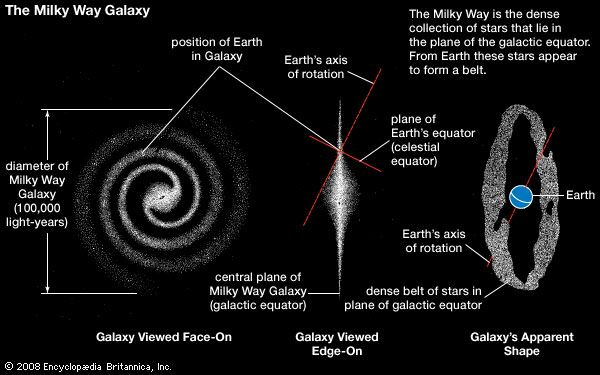 The Milky Way Galaxy
The Milky Way is the dense
collection of stars that lie in
the plane of the galactic equator.
From Earth these stars appear
to form a belt.
position of Earth
in Galaxy
Earth's axis
of rotation
plane of
Earth's equator
(celestial
equator)
diameter of
Milky Way
Galaxy
(100,000
light-years)
Earth
Earth's axis
of rotation
central plane of
Milky Way Galaxy
(galactic equator)
dense belt of stars in
plane of galactic equator
Galaxy Viewed Face-On
Galaxy Viewed
Edge-On
Galaxy's Apparent
Shape
© 2008 Encyclopædia Britannica, Inc.